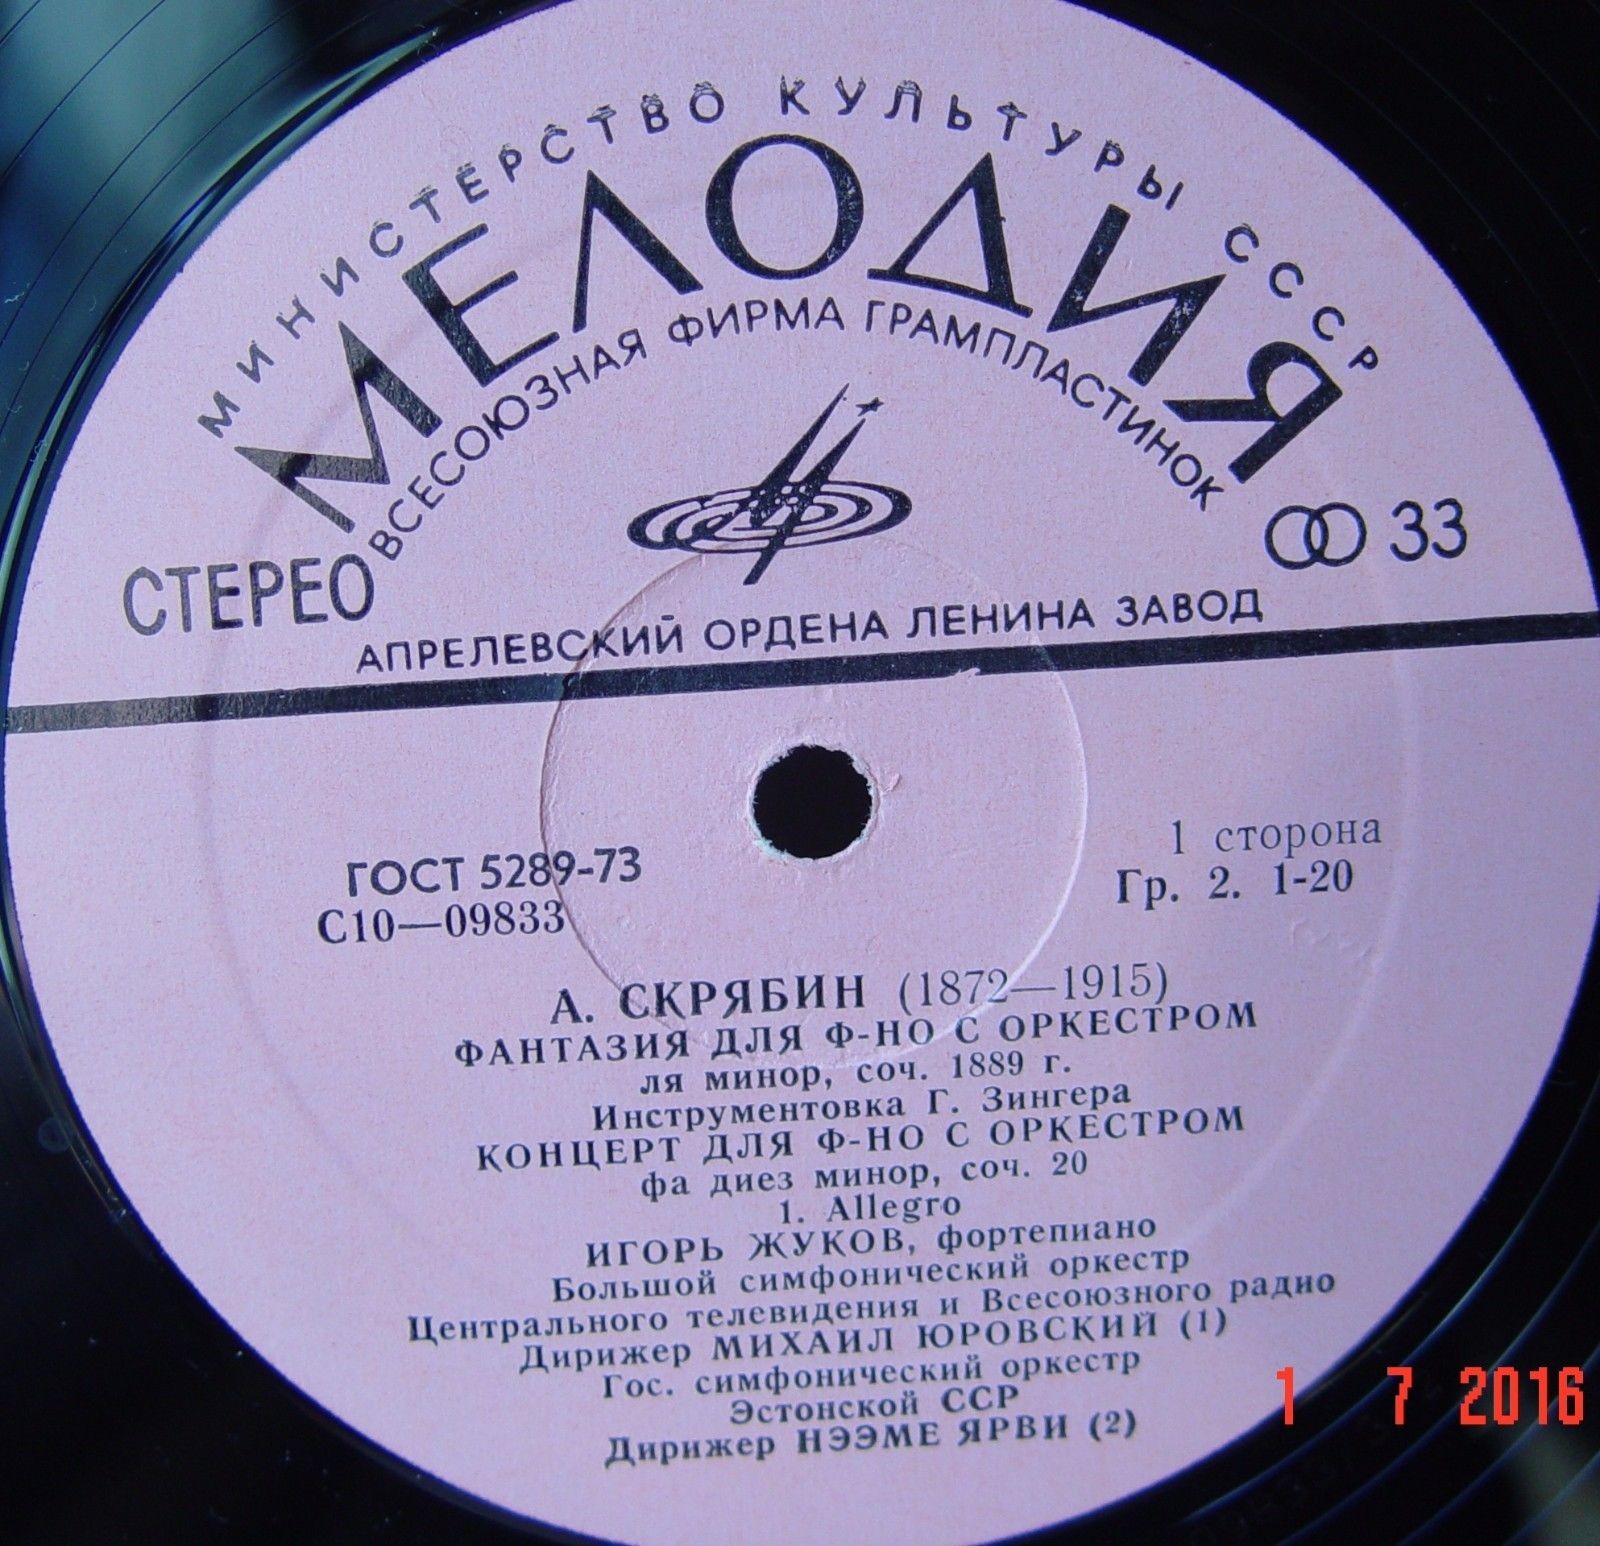 МИНИСТЕРСТВО КУЛЬТУРЫ СССР
МЕЛОДИЯ
ВСЕСОЮЗНАЯ ФИРМА ГРАМПЛАСТИНОК
СТЕРЕО
33
АПРЕЛЕВСКИЙ ОРДЕНА ЛЕНИНА ЗАВОД
ГОСТ 5289-73
С10—09833
1 сторона
Гр. 2. 1-20
А. СКРЯБИН (1872—1915)
ФАНТАЗИЯ ДЛЯ Ф-НО С ОРКЕСТРОМ
ля минор, соч. 1889 г.
Инструментовка Г. Зингера
КОНЦЕРТ ДЛЯ Ф-НО С ОРКЕСТРОМ
фа диез минор, соч. 20
1. Allegro
ИГОРЬ ЖУКОВ, фортепиано
Большой симфонический оркестр
Центрального телевидения и Всесоюзного радио
Дирижер МИХАИЛ ЮРОВСКИЙ (1)
Гос. симфонический оркестр
Эстонской ССР
Дирижер НЭЭМЕ ЯРВИ (2)
1 7 2016